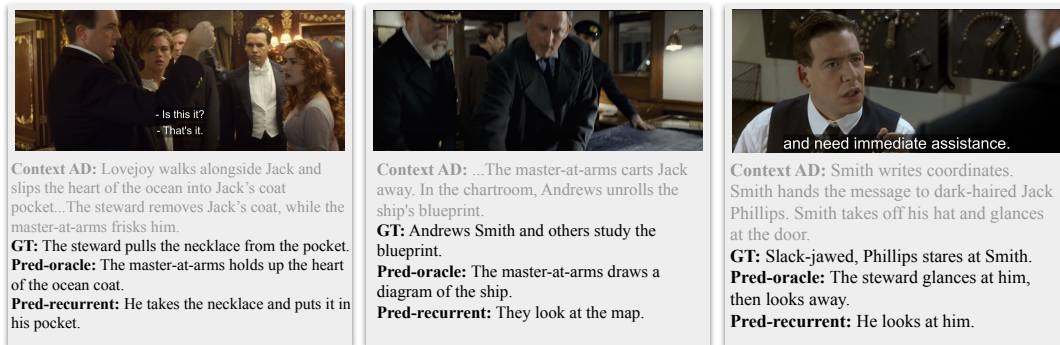 - Is this it?
- That's it.
Context AD: Lovejoy walks alongside Jack and
slips the heart of the ocean into Jack's coat
pocket...The steward removes Jack's coat, while the
master-at-arms frisks him.
GT: The steward pulls the necklace from the pocket.
Pred-oracle: The master-at-arms holds up the heart
of the ocean coat.
Pred-recurrent: He takes the necklace and puts it in
his pocket.
Context AD: ...The master-at-arms carts Jack
away. In the chartroom, Andrews unrolls the
ship's blueprint.
GT: Andrews Smith and others study the
blueprint.
Pred-oracle: The master-at-arms draws a
diagram of the ship.
Pred-recurrent: They look at the map.
and need immediate assistance.
Context AD: Smith writes coordinates.
Smith hands the message to dark-haired Jack
Phillips. Smith takes off his hat and glances
at the door.
GT: Slack-jawed, Phillips stares at Smith.
Pred-oracle: The steward glances at him,
then looks away.
Pred-recurrent: He looks at him.